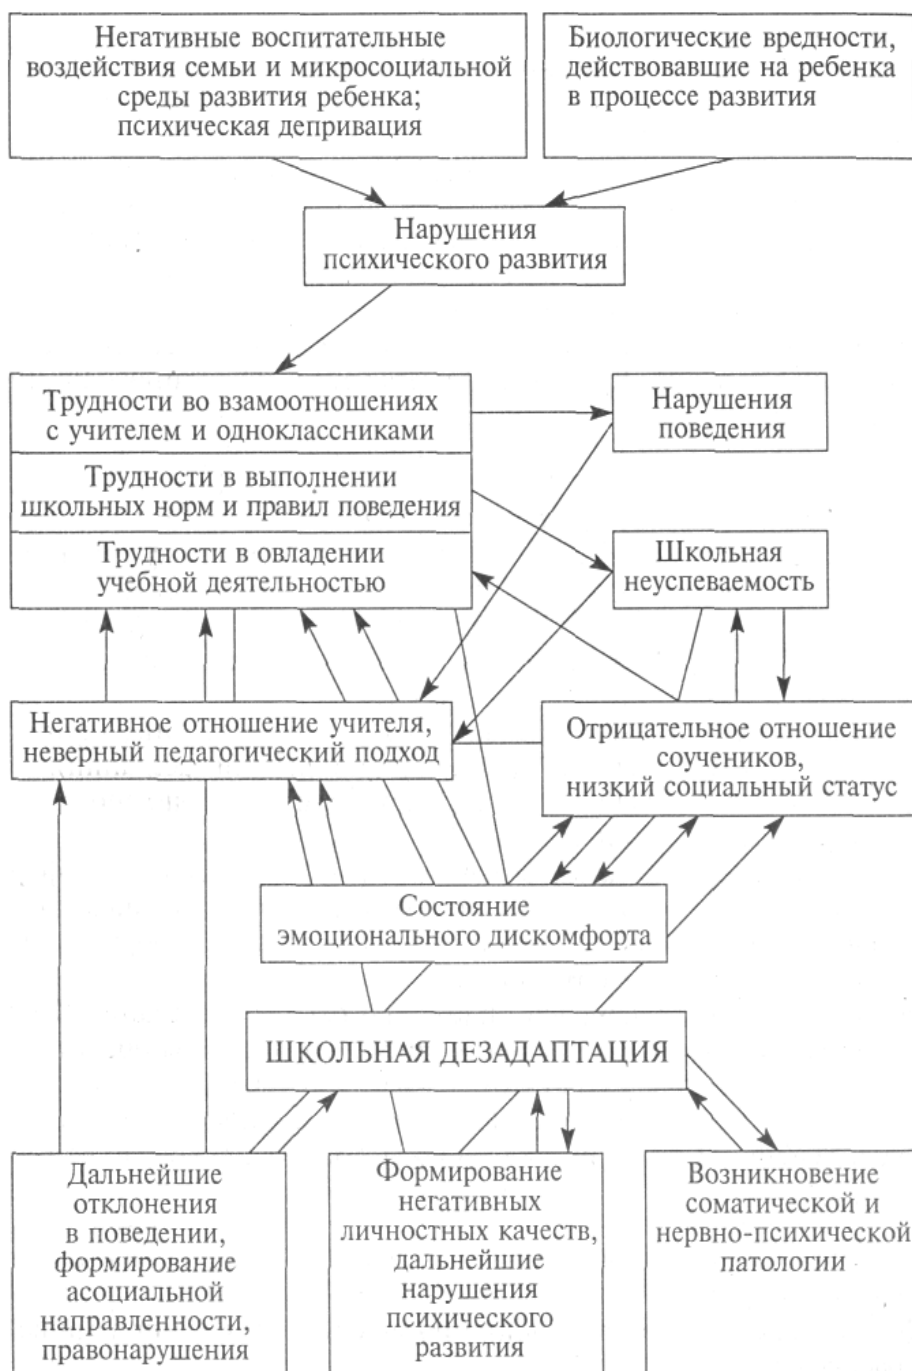 Негативные воспитательные
воздействия семьи и микросоциальной
среды развития ребенка;
психическая депривация
Биологические вредности,
действовавшие на ребенка
в процессе развития
Нарушения
психического развития
Трудности во взамоотношениях
с учителем и одноклассниками
Нарушения
поведения
Трудности в выполнении
школьных норм и правил поведения
Трудности в овладении
учебной деятельностью
Школьная
неуспеваемость
Негативное отношение учителя,
неверный педагогический подход
Отрицательное отношение
соучеников,
низкий социальный статус
Состояние
эмоционального дискомфорта
ШКОЛЬНАЯ ДЕЗАДАПТАЦИЯ
Дальнейшие
отклонения
в поведении,
формирование
асоциальной
направленности,
правонарушения
Формирование
негативных
личностных качеств,
дальнейшие
нарушения
психического
развития
Возникновение
соматической и
нервно-психической
патологии